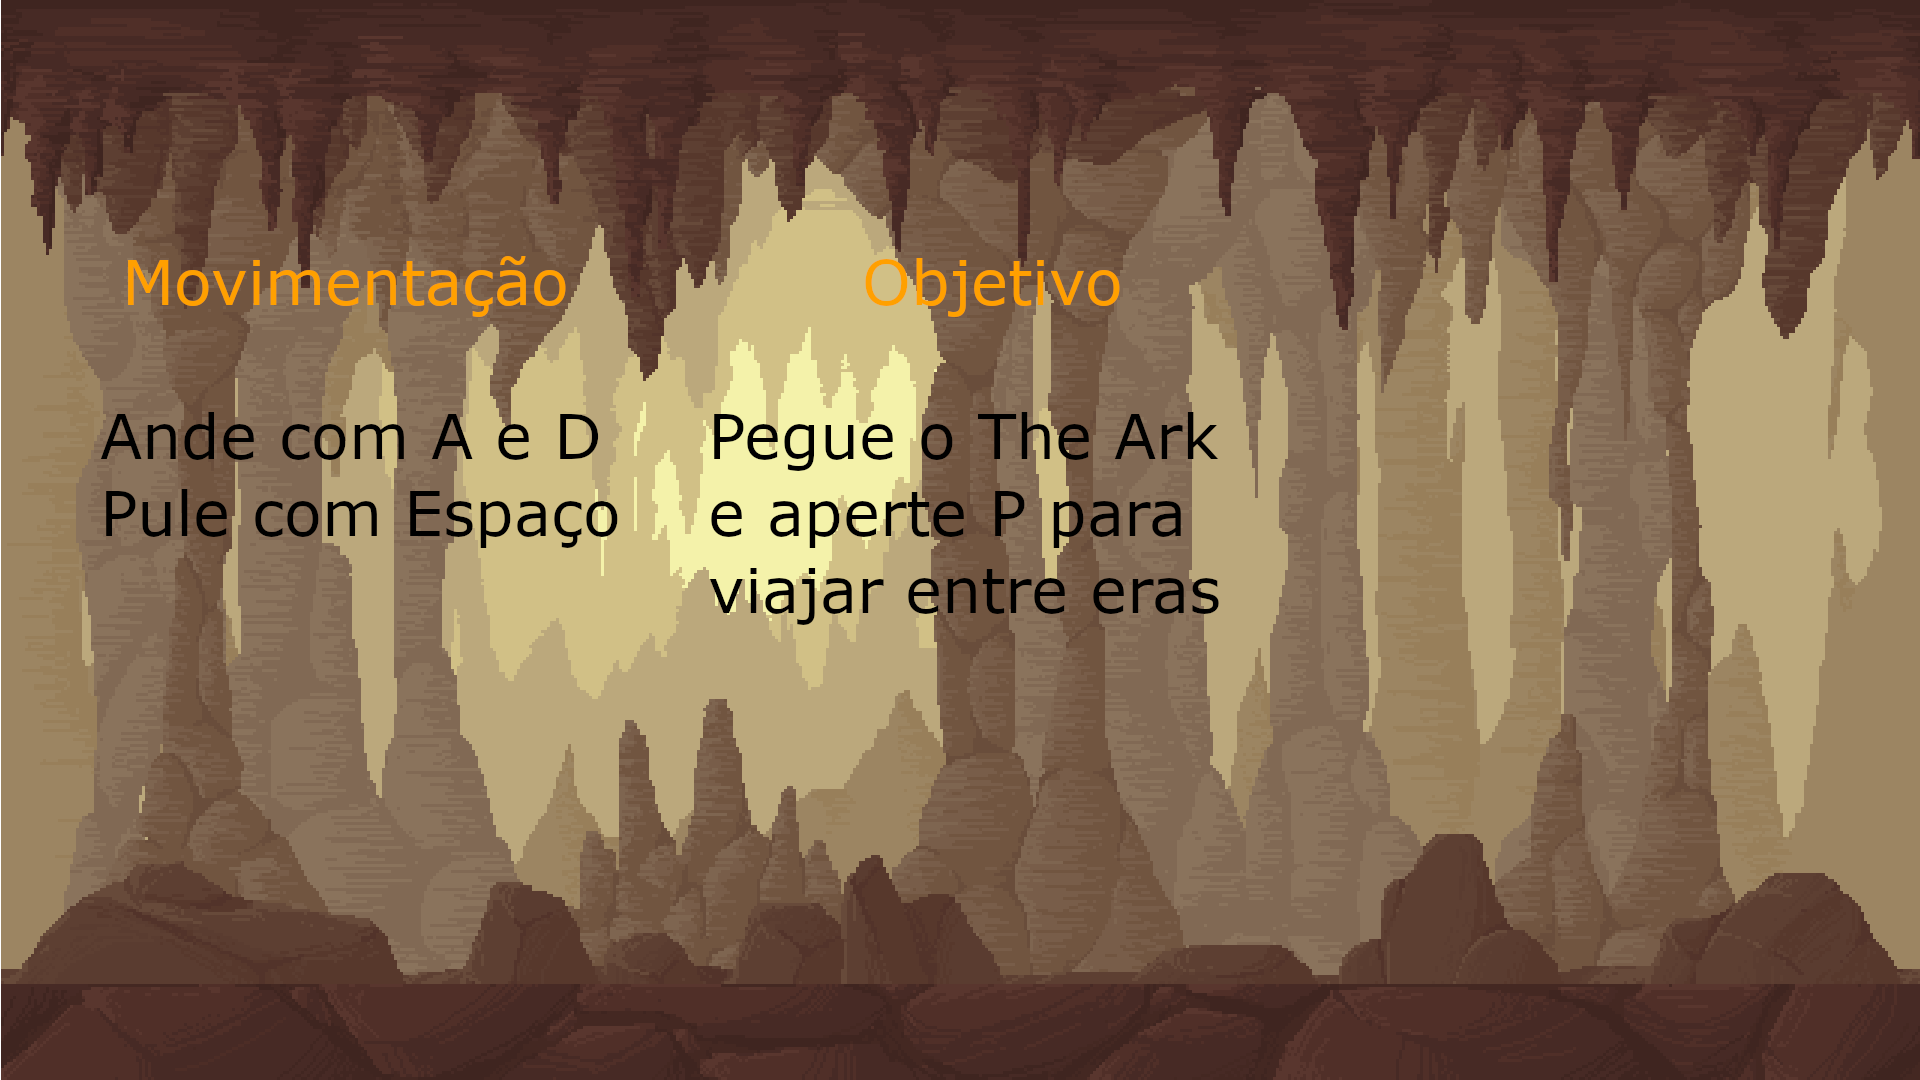 Movimentação
Ande com A e D
Pule com Espaço
Objetivo
Pegue o The Ark
e aperte P para
viajar entre eras